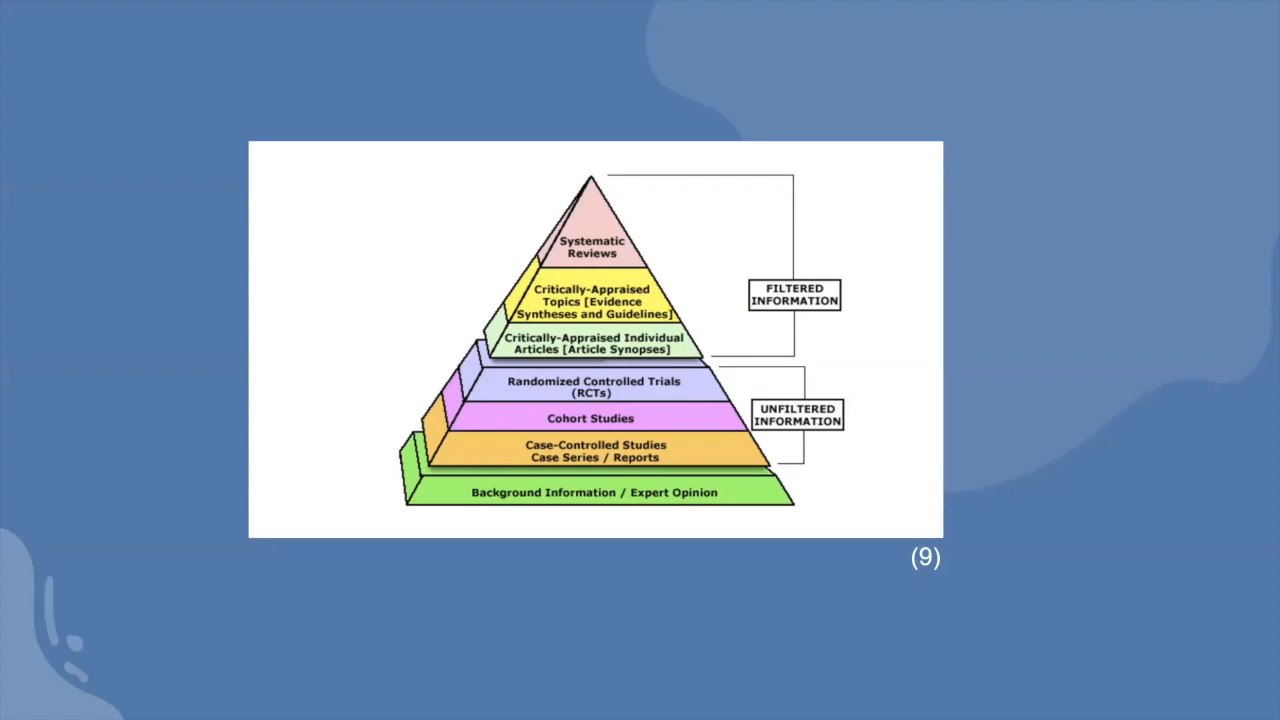 Systematic
Reviews
Critically-Appraised
Topics [Evidence
Syntheses and Guidelines]
FILTERED
INFORMATION
Critically-Appraised Individual
Articles [Article Synopses]
Randomized Controlled Trials
(RCTs)
Cohort Studies
UNFILTERED
INFORMATION
Case-Controlled Studies
Case Series / Reports
Background Information / Expert Opinion
(9)